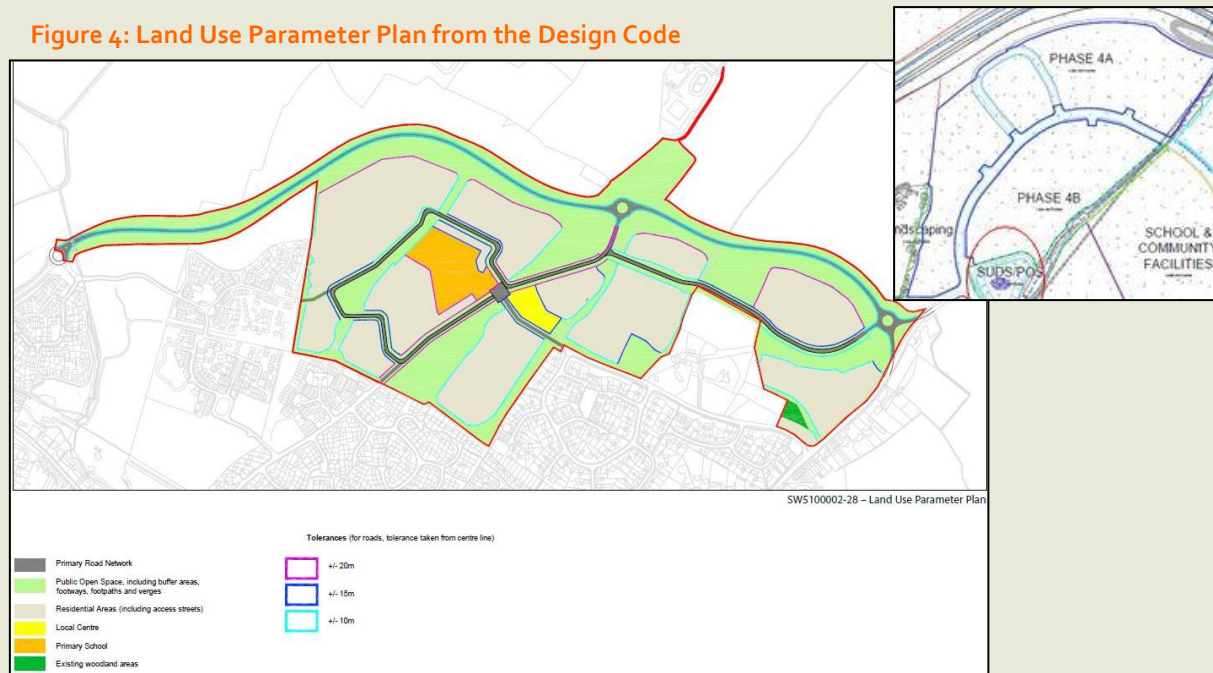 Figure 4: Land Use Parameter Plan from the Design Code
PHASE 4A
PHASE 4B
SCHOOL &
COMMUNITY
FACILITIES
SUDS/POS
SW5100002-28 – Land Use Parameter Plan
Tolerances (for roads, tolerance taken from centre line)
+/- 20m
+/- 15m
+/- 10m
Primary Road Network
Public Open Space, including buffer areas,
footways, footpaths and verges
Residential Areas (including access streets)
Local Centre
Primary School
Existing woodland areas